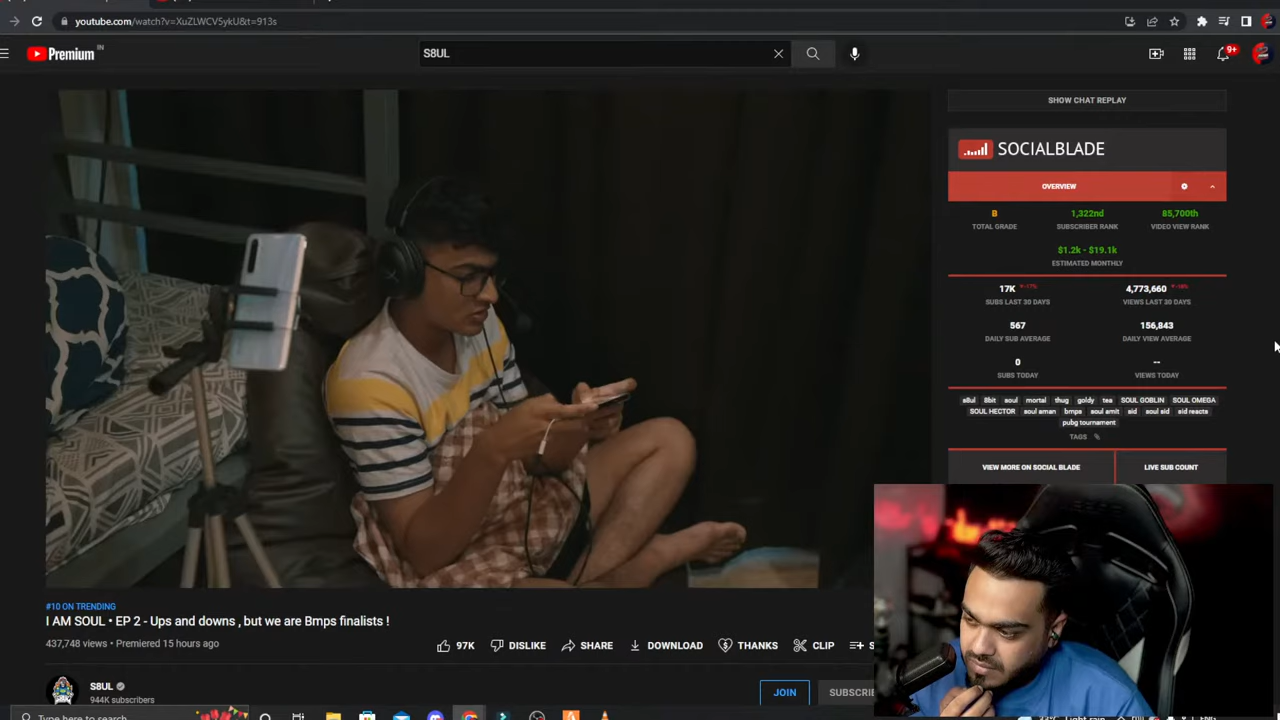 youtube.com/watch?v=XuZLWCV5ykU&t=913s
Premium IN
S8UL
9+
SHOW CHAT REPLAY
SOCIALBLADE
OVERVIEW
B 1,322nd 85,700th
TOTAL GRADE SUBSCRIBER RANK VIDEO VIEW RANK
$1.2k - $19.1k
ESTIMATED MONTHLY
17K 4,773,660
SUBS LAST 30 DAYS VIEWS LAST 30 DAYS
567 156,843
DAILY SUB AVERAGE DAILY VIEW AVERAGE
0 --
SUBS TODAY VIEWS TODAY
s8ul 8bit soul mortal thug goldy tsa SOUL GOBLIN SOUL OMEGA
SOUL HECTOR soul aman bmps soul amit sid soul sid sid reacts
pubg tournament
TAGS
VIEW MORE ON SOCIAL BLADE LIVE SUB COUNT
#10 ON TRENDING
I AM SOUL • EP 2 - Ups and downs , but we are Bmps finalists !
437,748 views • Premiered 15 hours ago
97K DISLIKE SHARE DOWNLOAD THANKS CLIP S
S8UL
944K subscribers
JOIN SUBSCRIBE
Type here to search